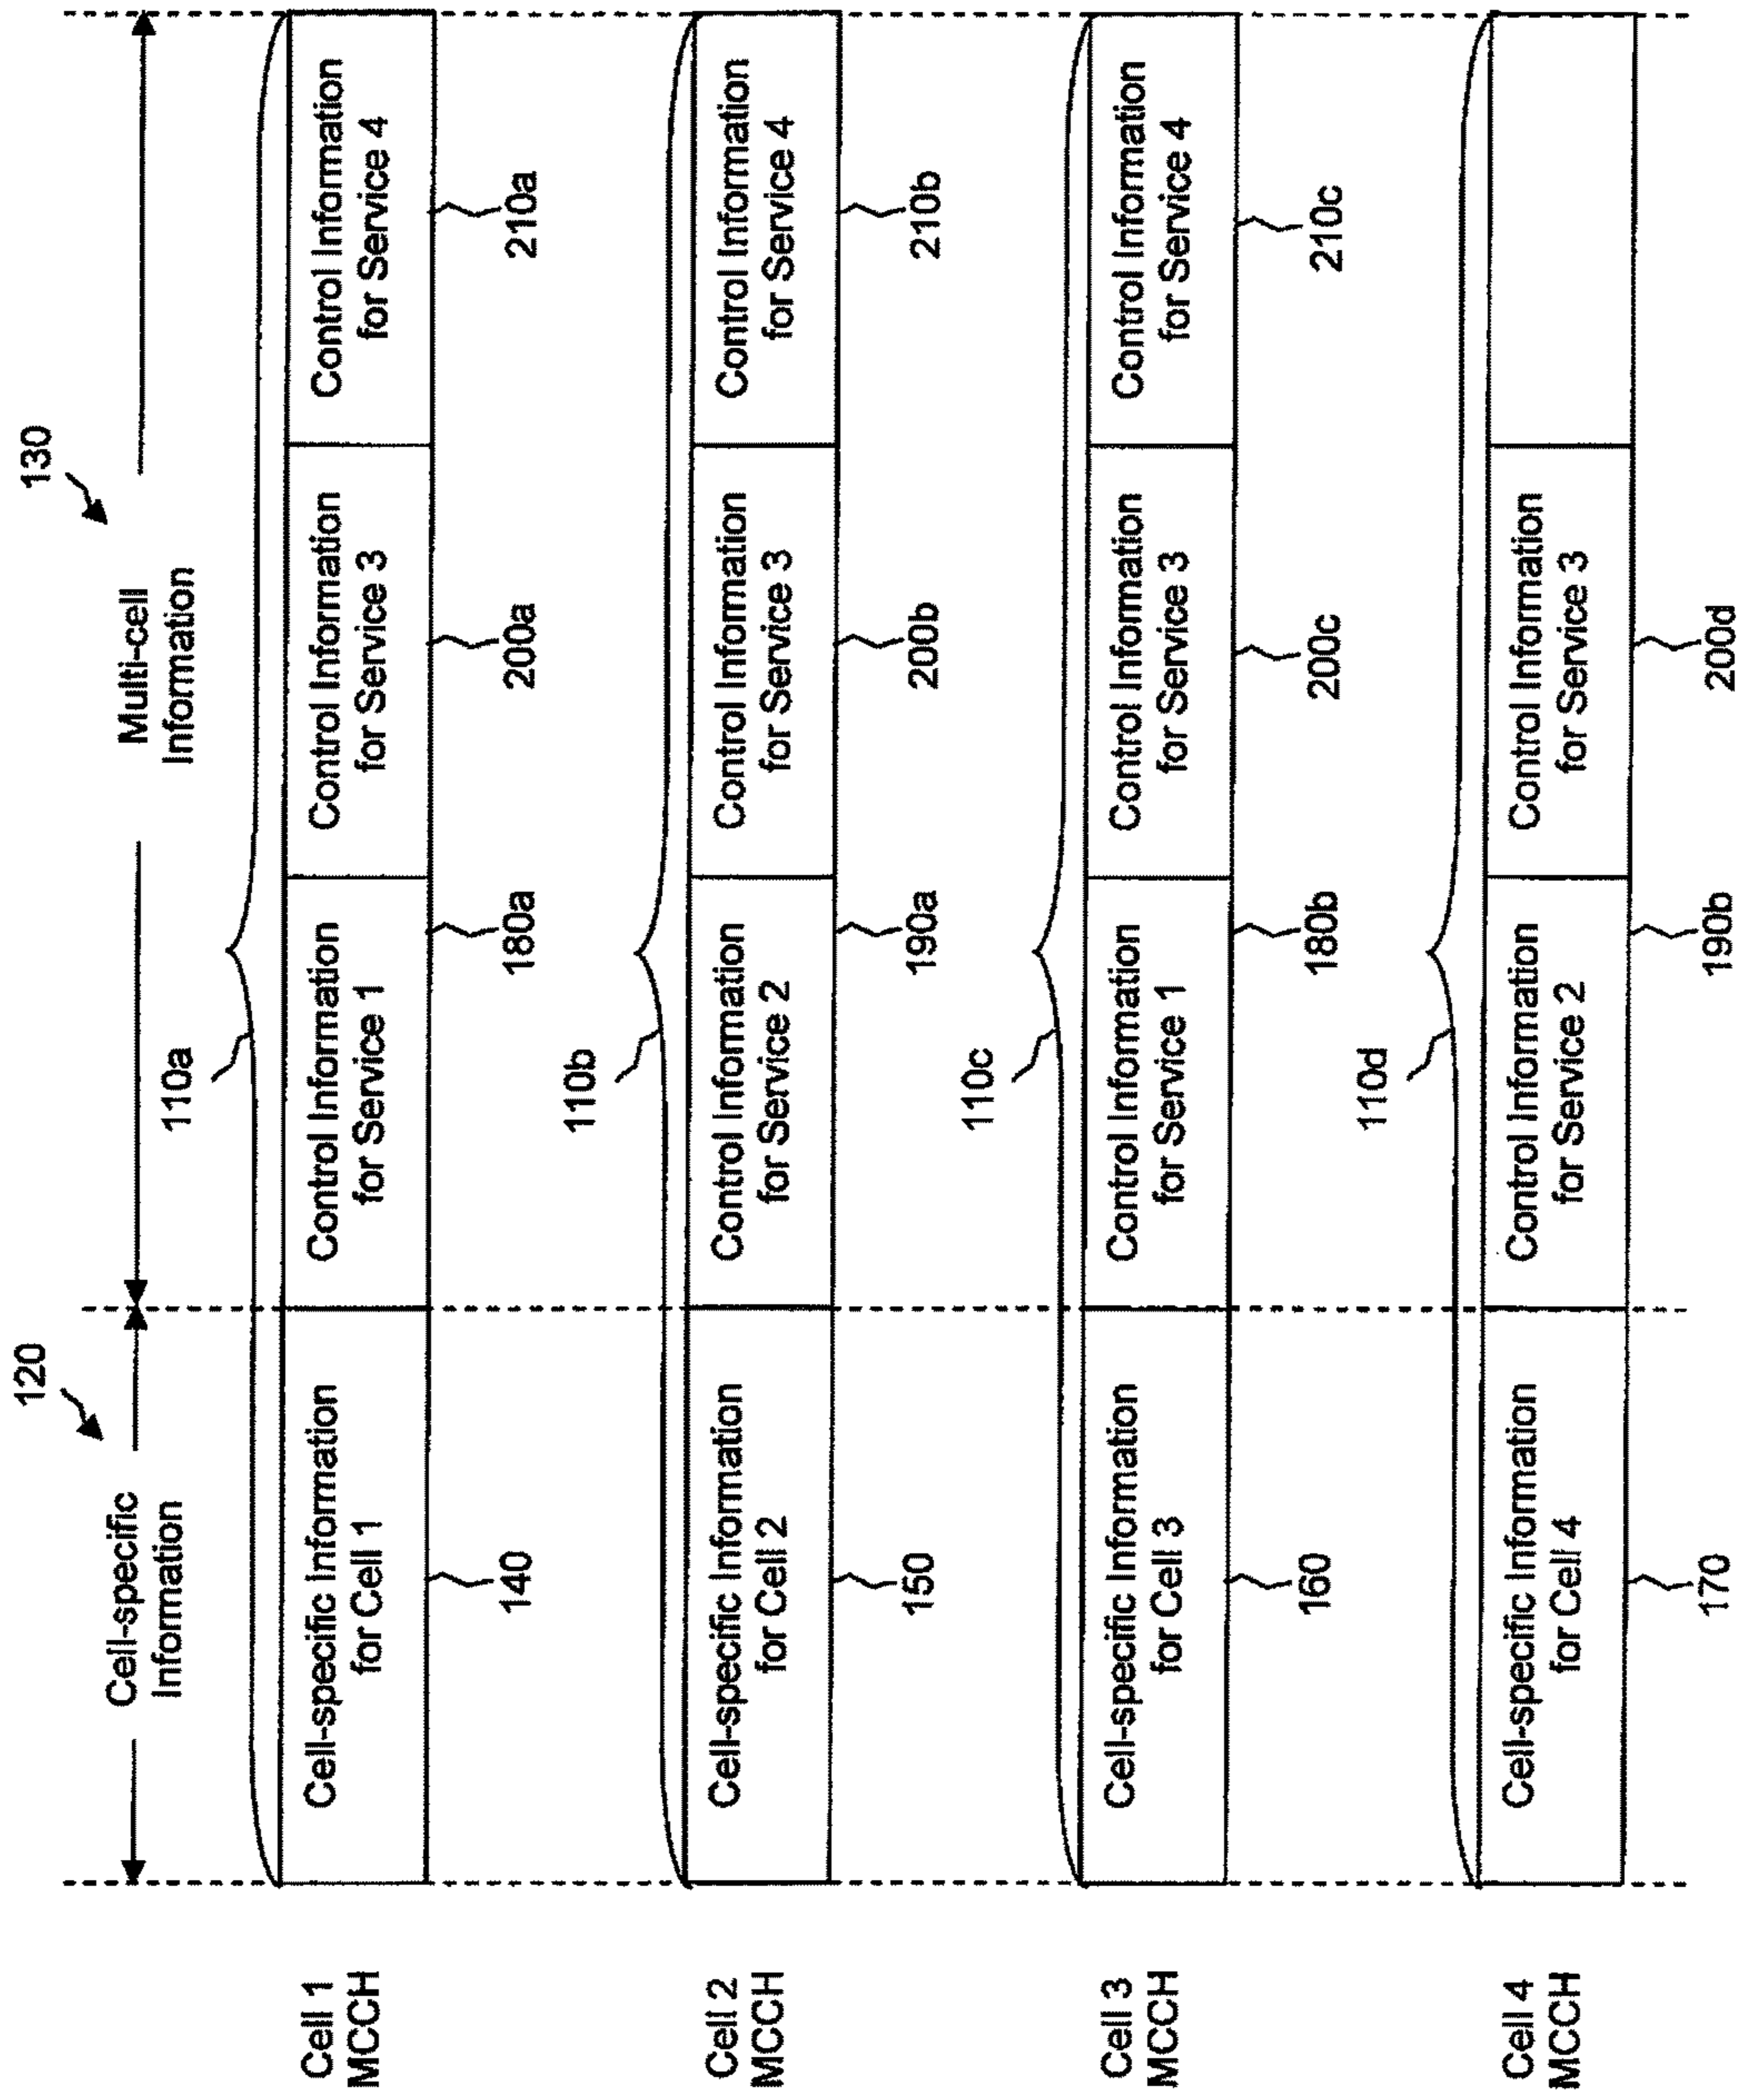 120
130
Cell-specific
Information
Multi-cell
Information
110a
Cell 1
MCCH
Cell-specific Information
for Cell 1
Control Information
for Service 1
Control Information
for Service 3
Control Information
for Service 4
140
180a
200a
210a
110b
Cell 2
MCCH
Cell-specific Information
for Cell 2
Control Information
for Service 2
Control Information
for Service 3
Control Information
for Service 4
150
190a
200b
210b
110c
Cell 3
MCCH
Cell-specific Information
for Cell 3
Control Information
for Service 1
Control Information
for Service 3
Control Information
for Service 4
160
180b
200c
210c
110d
Cell 4
MCCH
Cell-specific Information
for Cell 4
Control Information
for Service 2
Control Information
for Service 3
170
190b
200d